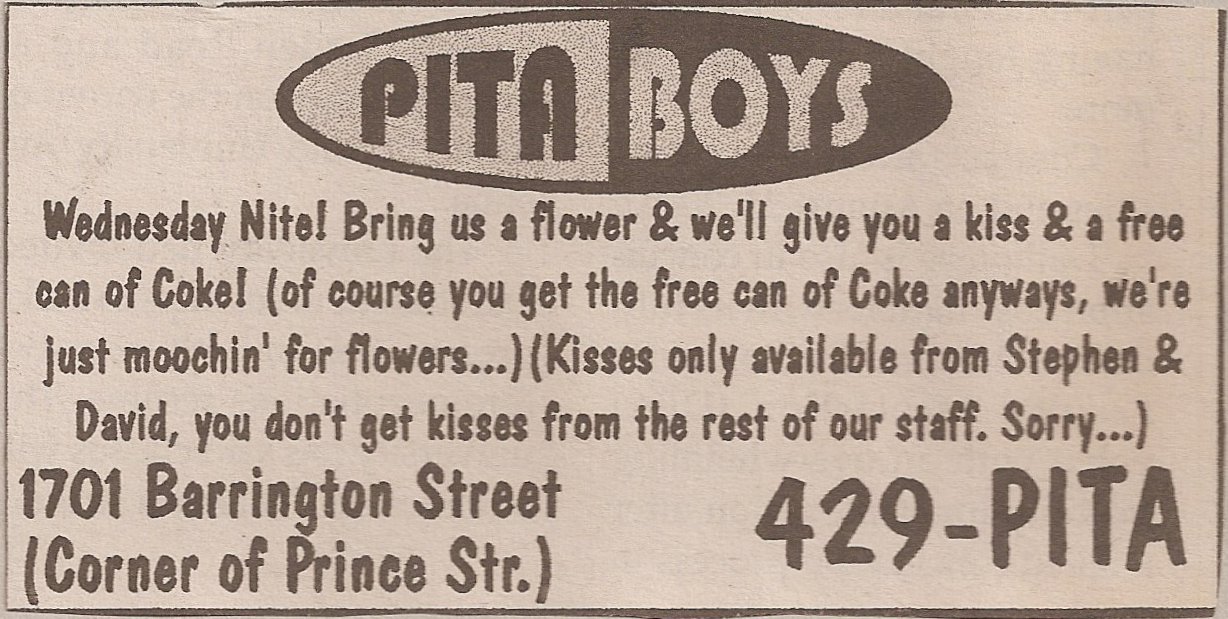 PITA BOYS
Wednesday Nite! Bring us a flower & we'll give you a kiss & a free
can of Coke! (of course you get the free can of Coke anyways, we're
just moochin' for flowers...)(Kisses only available from Stephen &
David, you don't get kisses from the rest of our staff. Sorry...)
1701 Barrington Street
(Corner of Prince Str.)
429-PITA